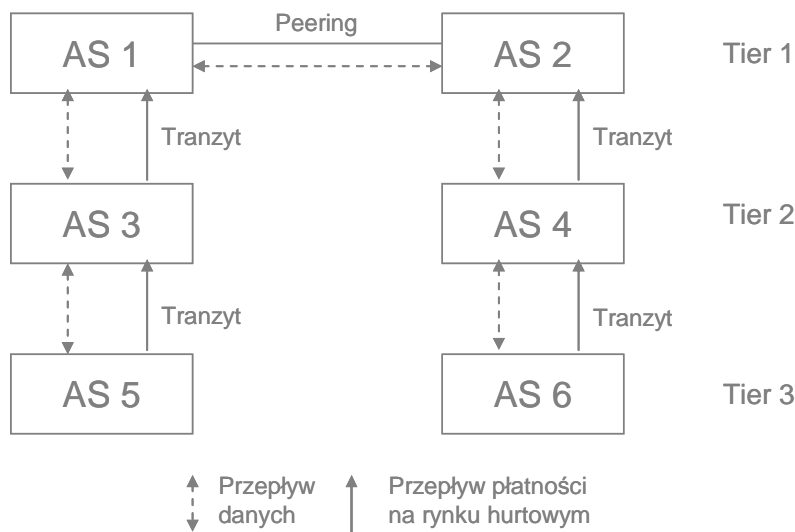 Peering
AS 1
AS 2
Tier 1
Tranzyt
Tranzyt
AS 3
AS 4
Tier 2
Tranzyt
Tranzyt
AS 5
AS 6
Tier 3
Przepływ
danych
Przepływ płatności
na rynku hurtowym